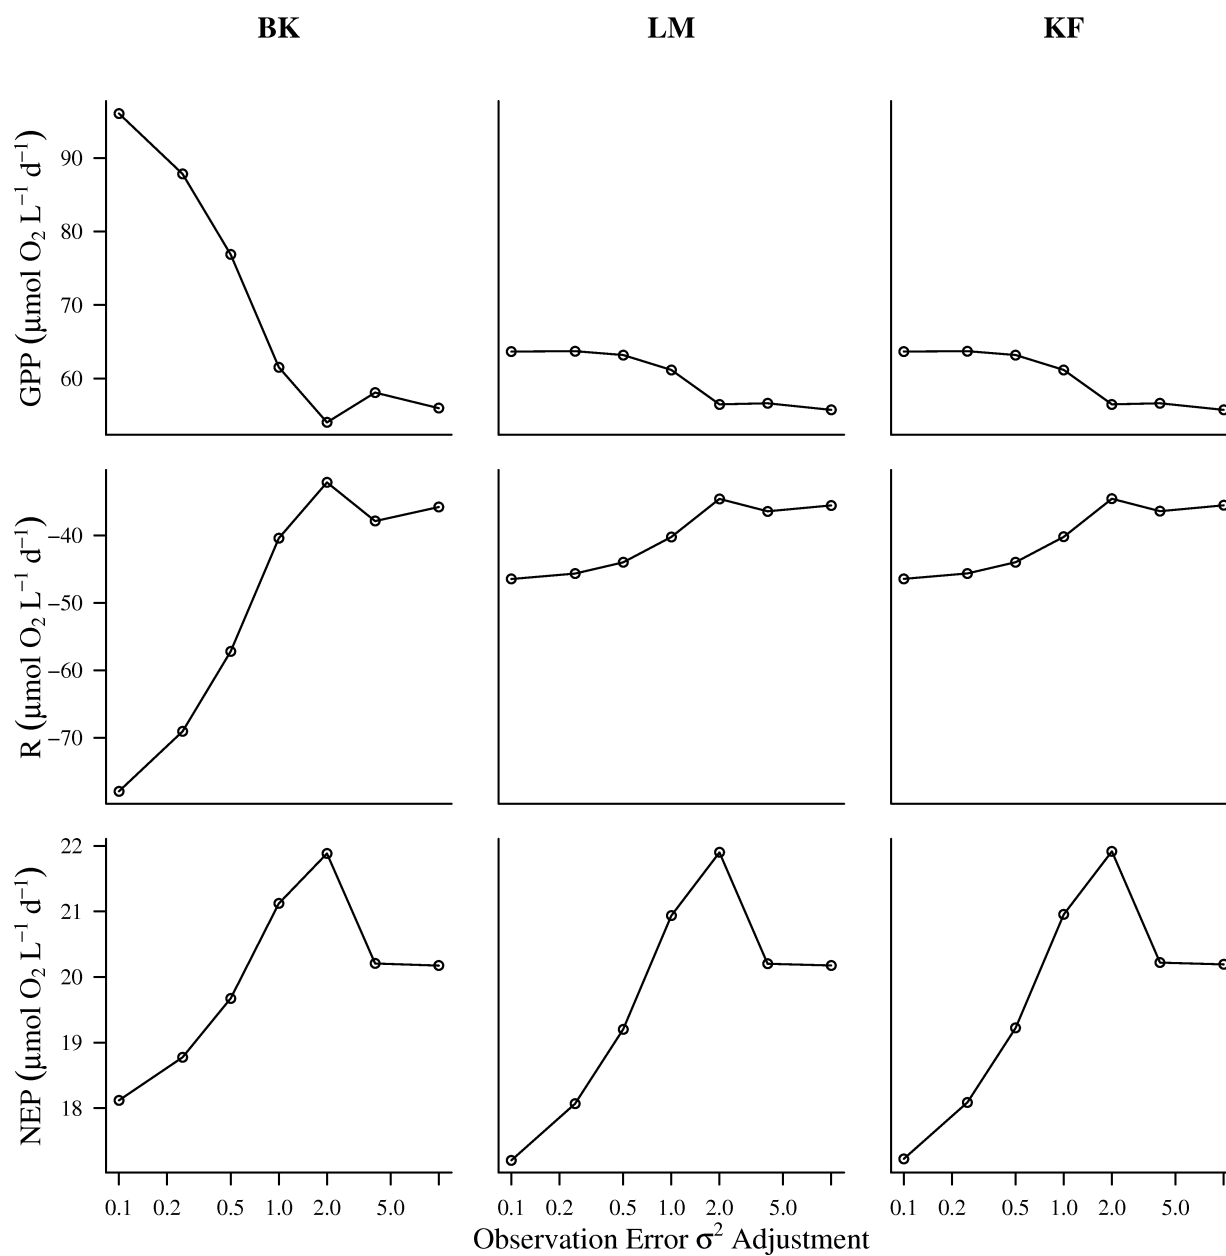 BK LM KF
GPP (μmol O₂ L⁻¹ d⁻¹)
90
80
70
60
R (μmol O₂ L⁻¹ d⁻¹)
−40
−50
−60
−70
NEP (μmol O₂ L⁻¹ d⁻¹)
22
21
20
19
18
0.1 0.2 0.5 1.0 2.0 5.0 0.1 0.2 0.5 1.0 2.0 5.0 0.1 0.2 0.5 1.0 2.0 5.0
Observation Error σ² Adjustment